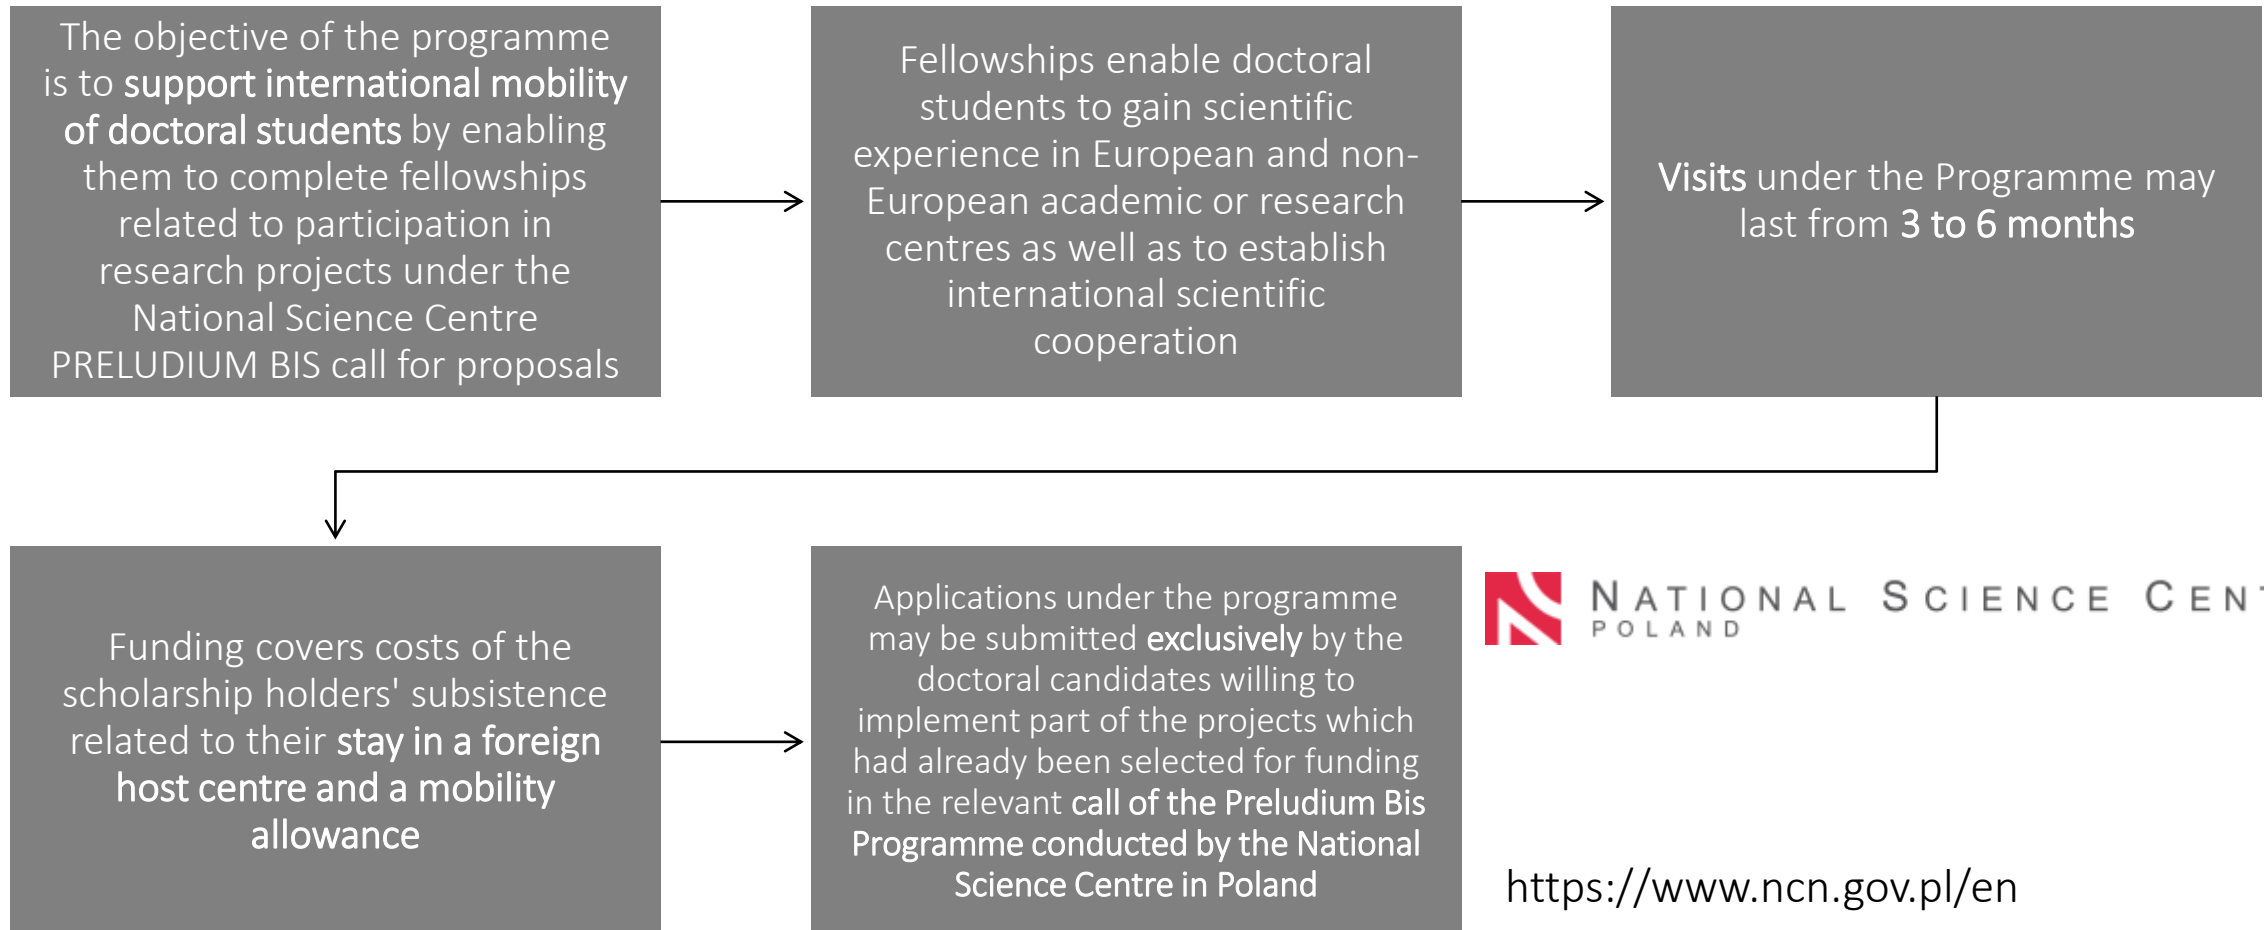 The objective of the programme
is to support international mobility
of doctoral students by enabling
them to complete fellowships
related to participation in
research projects under the
National Science Centre
PRELUDIUM BIS call for proposals
Fellowships enable doctoral
students to gain scientific
experience in European and non-
European academic or research
centres as well as to establish
international scientific
cooperation
Visits under the Programme may
last from 3 to 6 months
Funding covers costs of the
scholarship holders' subsistence
related to their stay in a foreign
host centre and a mobility
allowance
Applications under the programme
may be submitted exclusively by the
doctoral candidates willing to
implement part of the projects which
had already been selected for funding
in the relevant call of the Preludium Bis
Programme conducted by the National
Science Centre in Poland
NATIONAL SCIENCE
POLAND
https://www.ncn.gov.pl/en